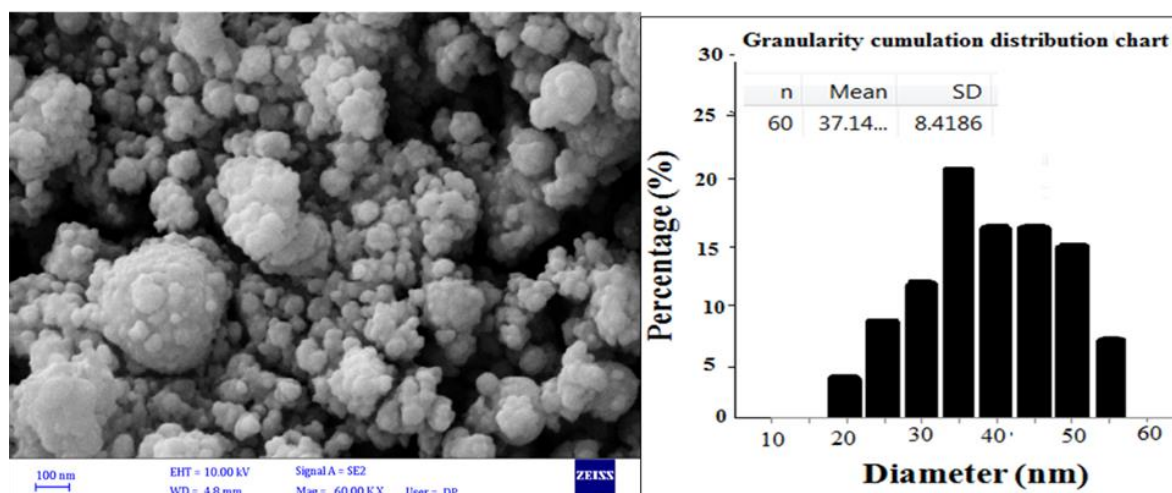 100 nm
EHT = 10.00 kV
WD = 4.8 mm
Signal A = SE2
Mag = 60.00 K X
User = DP
ZEISS
Granularity cumulation distribution chart
n Mean SD
60 37.14... 8.4186
Percentage (%)
30
25
20
15
10
5
0
10 20 30 40 50 60
Diameter (nm)